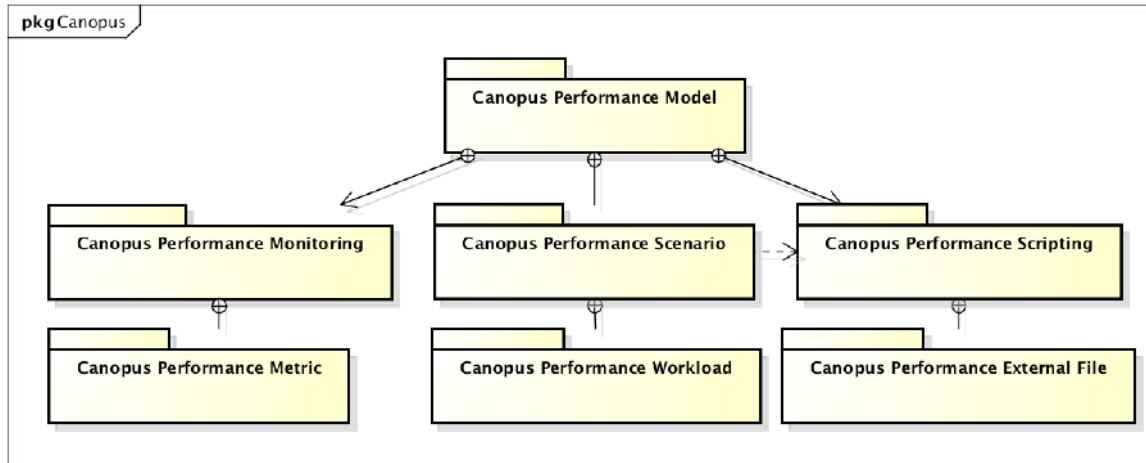 pkg Canopus
Canopus Performance Model
Canopus Performance Monitoring
Canopus Performance Scenario
Canopus Performance Scripting
Canopus Performance Metric
Canopus Performance Workload
Canopus Performance External File